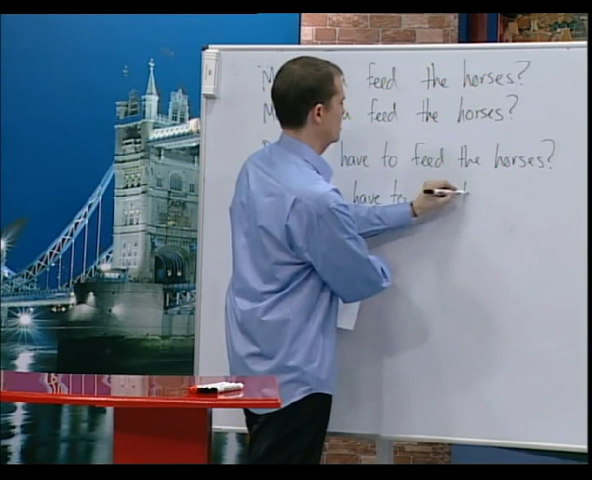 feed the horses?
feed the horses?
have to feed the horses?
have to